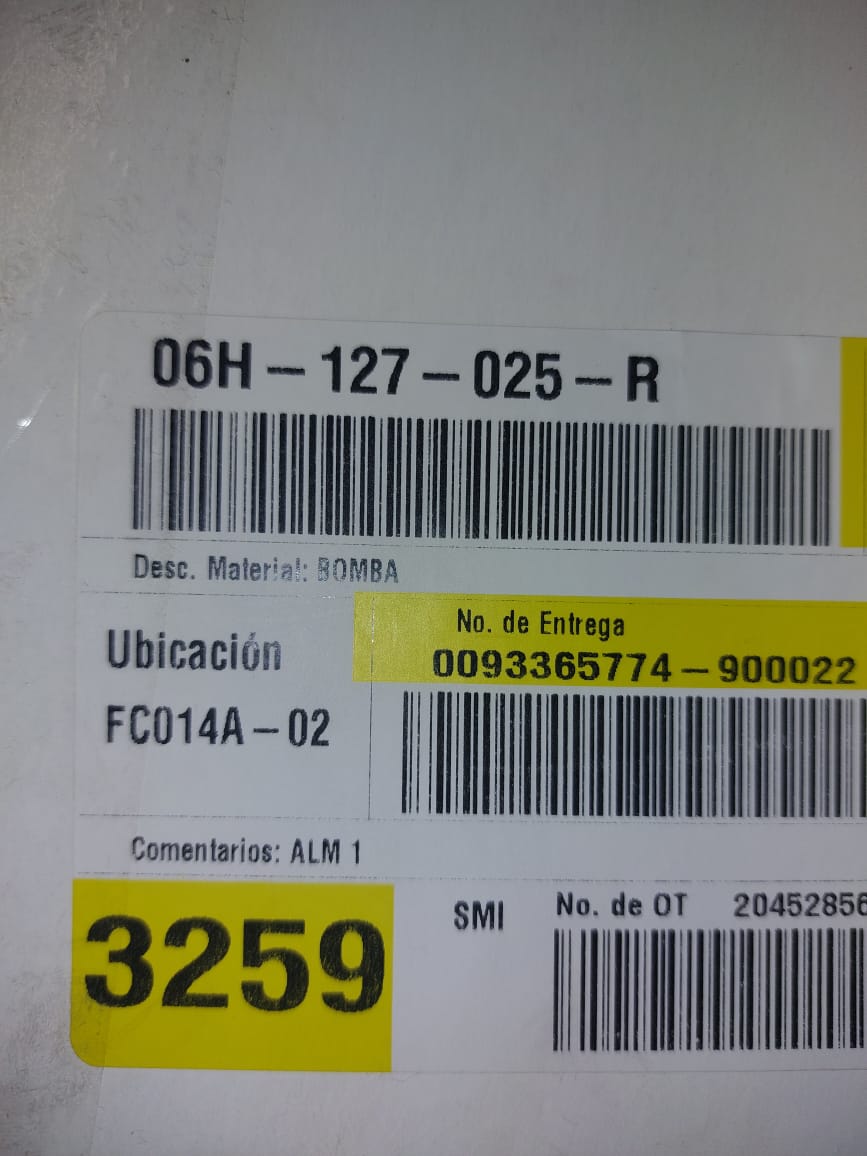 06H-127-025-R
Desc. Material: BOMBA
No. de Entrega
0093365774-900022
Ubicación
FC014A-02
Comentarios: ALM 1
3259
SMI
No. de OT 20452856